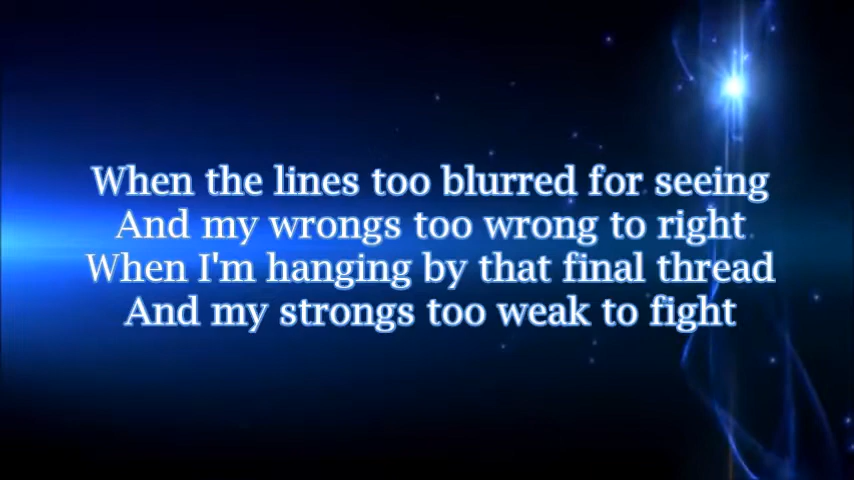 When the lines too blurred for seeing
And my wrongs too wrong to right
When I'm hanging by that final thread
And my strongs too weak to fight